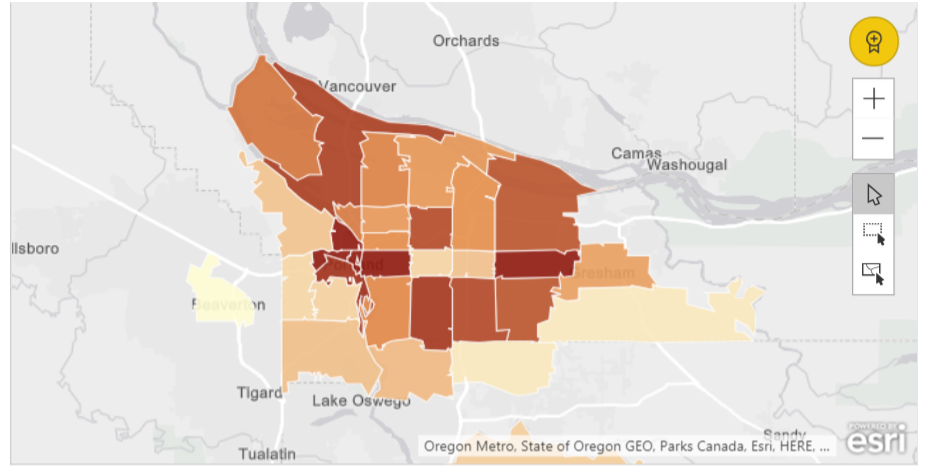 Orchards
Vancouver
Camas
Washougal
llsboro
Portland
Gresham
Beaverton
Tigard
Lake Oswego
Tualatin
Sandy
Oregon Metro, State of Oregon GEO, Parks Canada, Esri, HERE, ...
POWERED BY
esri